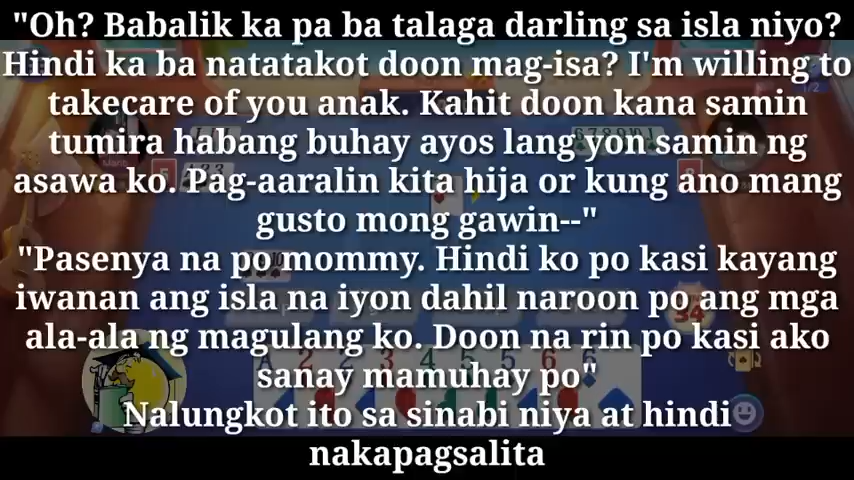 "Oh? Babalik ka pa ba talaga darling sa isla niyo?
Hindi ka ba natatakot doon mag-isa? I'm willing to
takecare of you anak. Kahit doon kana samin
tumira habang buhay ayos lang yon samin ng
asawa ko. Pag-aaralin kita hija or kung ano mang
gusto mong gawin--"
"Pasenya na po mommy. Hindi ko po kasi kayang
iwanan ang isla na iyon dahil naroon po ang mga
ala-ala ng magulang ko. Doon na rin po kasi ako
sanay mamuhay po"
Nalungkot ito sa sinabi niya at hindi
nakapagsalita